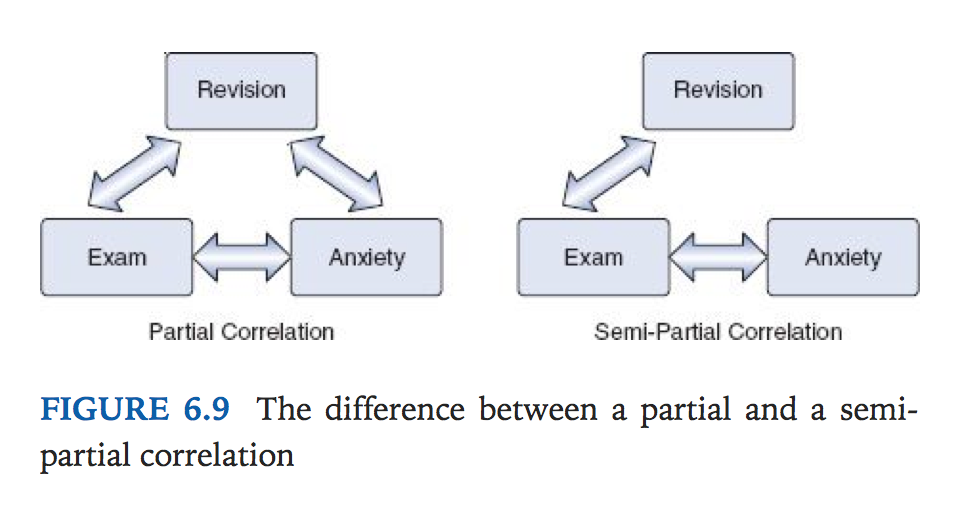 Revision
Revision
Exam
Anxiety
Exam
Anxiety
Partial Correlation
Semi-Partial Correlation
FIGURE 6.9 The difference between a partial and a semi-
partial correlation